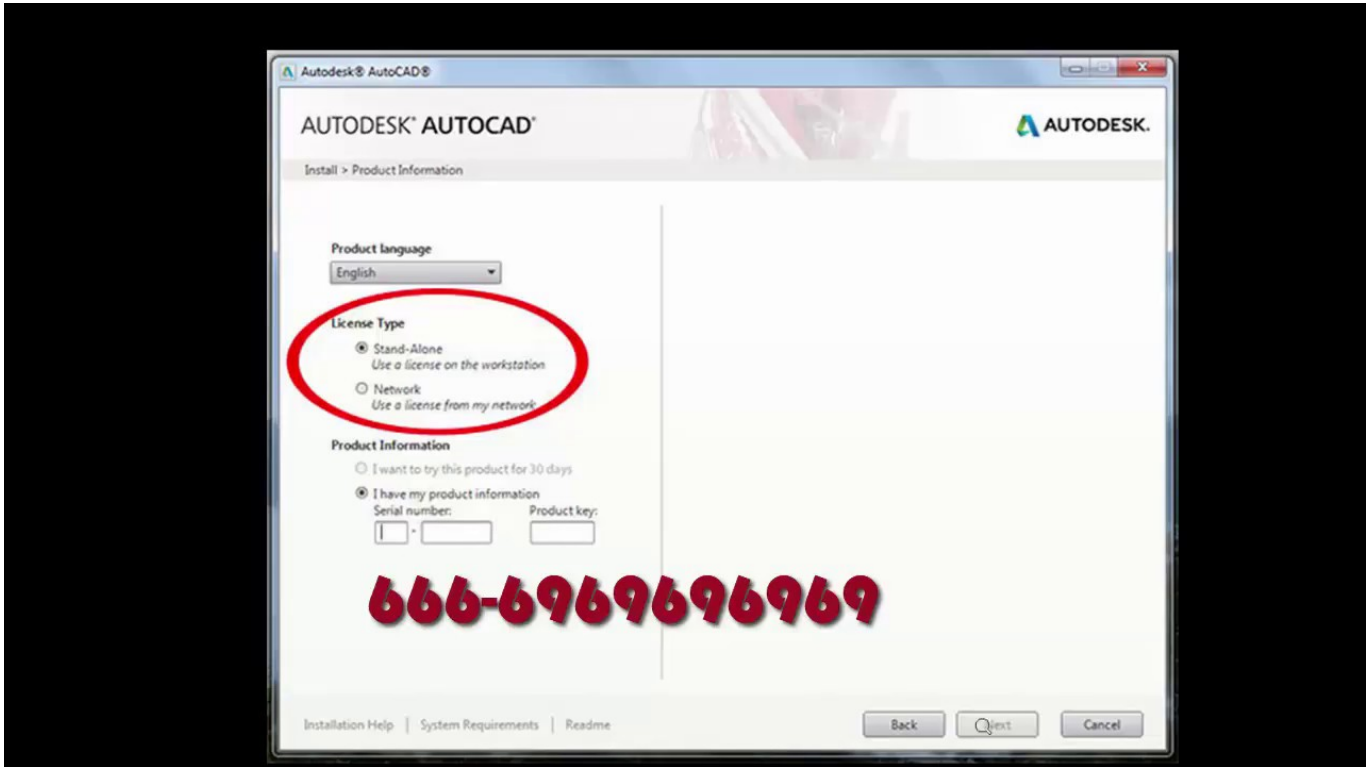 Autodesk® AutoCAD®
AUTODESK® AUTOCAD®
AUTODESK.
Install > Product Information
Product language
English
License Type
Stand-Alone
Use a license on the workstation
Network
Use a license from my network
Product Information
I want to try this product for 30 days
I have my product information
Serial number: Product key:
-
666-6969696969
Installation Help | System Requirements | Readme
Back Next Cancel